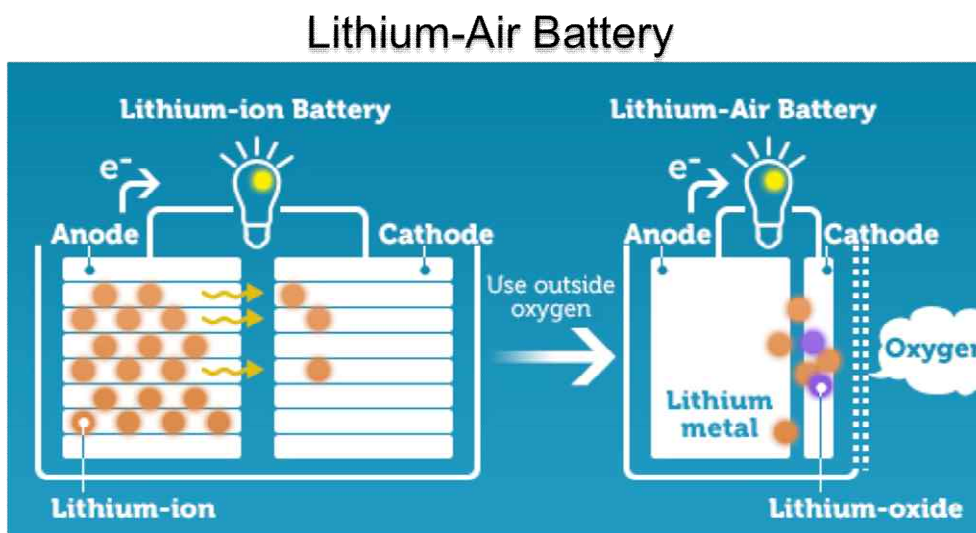 Lithium-Air Battery
Lithium-ion Battery
e-
Anode
Cathode
Lithium-ion
Use outside
oxygen
Lithium-Air Battery
e-
Anode
Cathode
Lithium
metal
Oxygen
Lithium-oxide